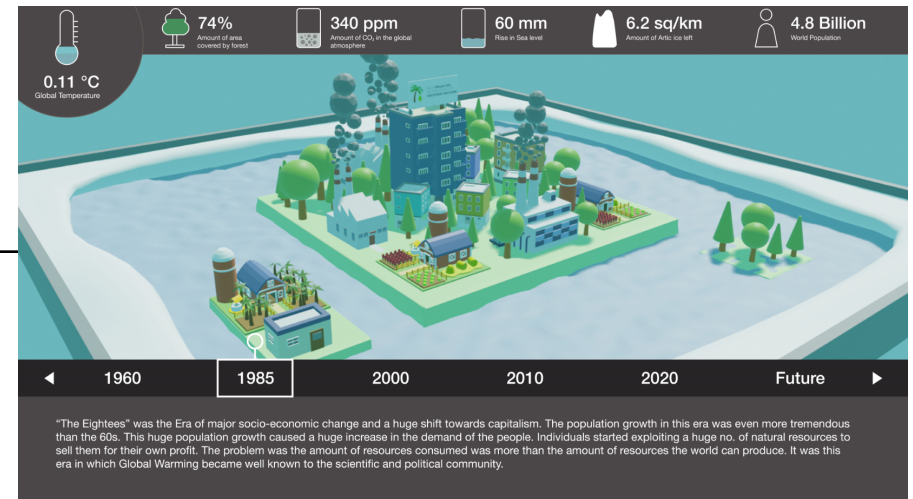 74%
Amount of area
covered by forest
340 ppm
Amount of CO₂ in the global
atmosphere
60 mm
Rise in Sea level
6.2 sq/km
Amount of Artic ice left
4.8 Billion
World Population
0.11 °C
Global Temperature
1960
1985
2000
2010
2020
Future
“The Eightees” was the Era of major socio-economic change and a huge shift towards capitalism. The population growth in this era was even more tremendous
than the 60s. This huge population growth caused a huge increase in the demand of the people. Individuals started exploiting a huge no. of natural resources to
sell them for their own profit. The problem was the amount of resources consumed was more than the amount of resources the world can produce. It was this
era in which Global Warming became well known to the scientific and political community.